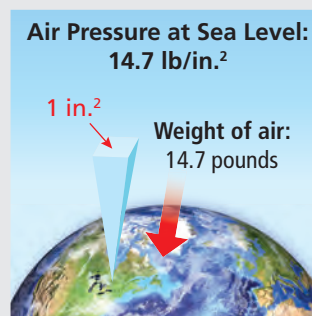 Air Pressure at Sea Level:
14.7 lb/in.²
1 in.²
Weight of air:
14.7 pounds